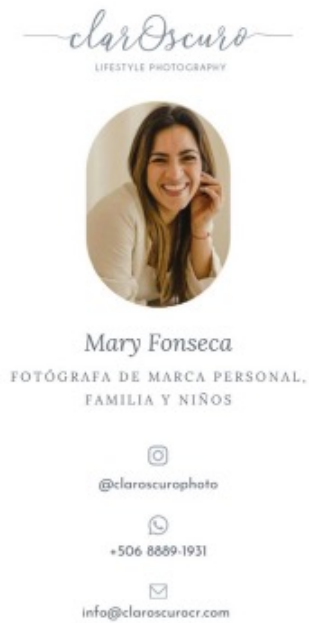 clarOscuro
LIFESTYLE PHOTOGRAPHY
Mary Fonseca
FOTÓGRAFA DE MARCA PERSONAL,
FAMILIA Y NIÑOS
@claroscurophoto
+506 8889-1931
info@claroscurocr.com